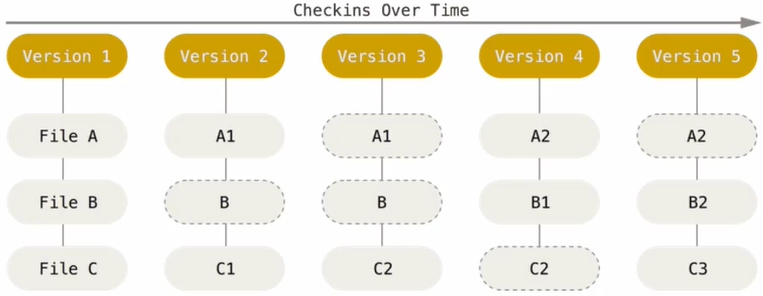 Checkins Over Time
Version 1 Version 2 Version 3 Version 4 Version 5
File A A1 A1 A2 A2
File B B B B1 B2
File C C1 C2 C2 C3